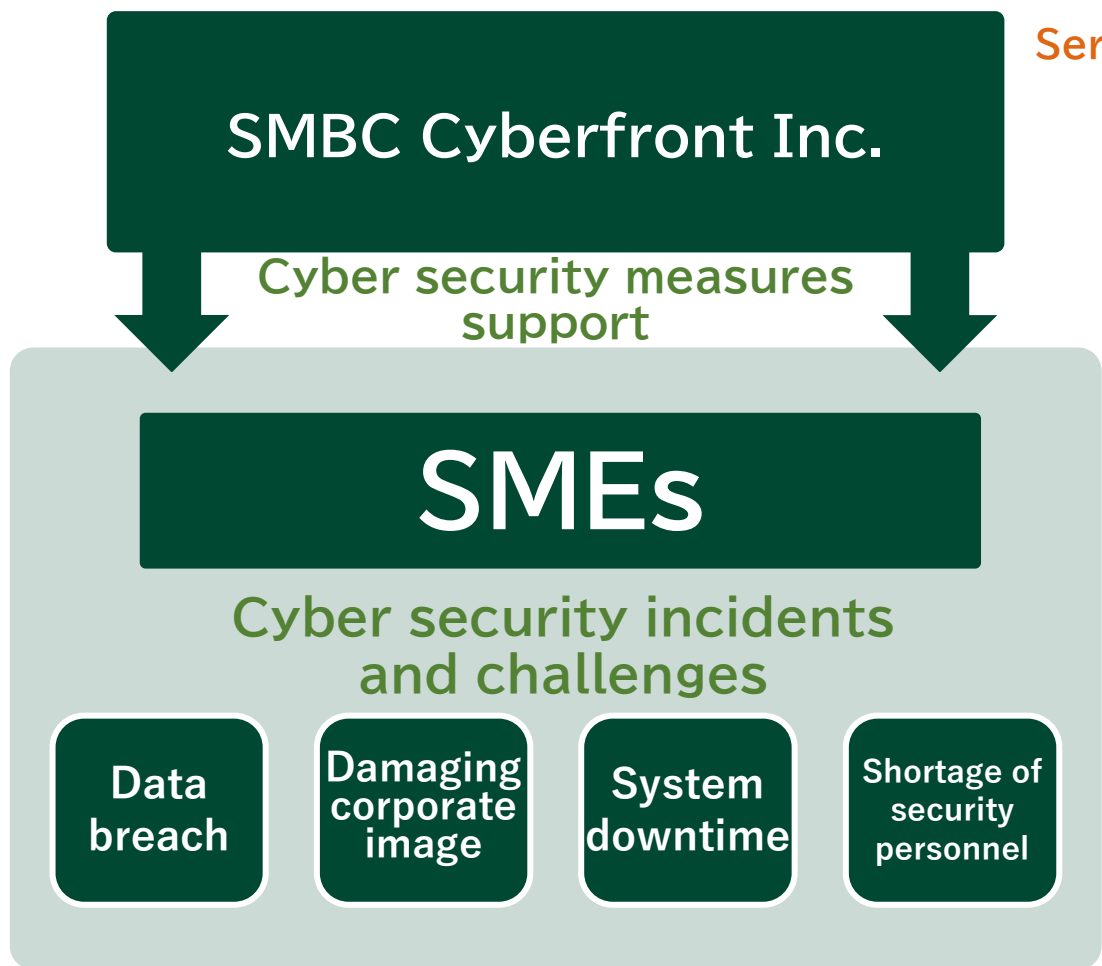 Ser
SMBC Cyberfront Inc.
Cyber security measures
support
SMEs
Cyber security incidents
and challenges
Data
breach
Damaging
corporate
image
System
downtime
Shortage of
security
personnel